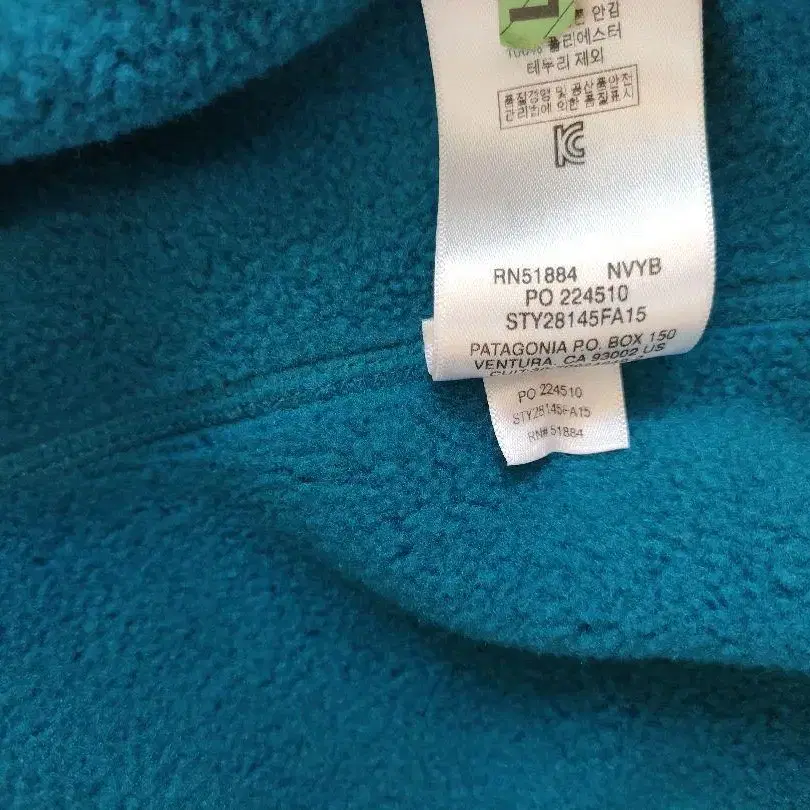 안감
100% 폴리에스터
테두리 제외
품질경영 및 공산품안전
관리법에 의한 품질표시
KC
RN51884 NVYB
PO 224510
STY28145FA15
PATAGONIA P.O. BOX 150
VENTURA, CA 93002 US
PO 224510
STY28145FA15
RN# 51884